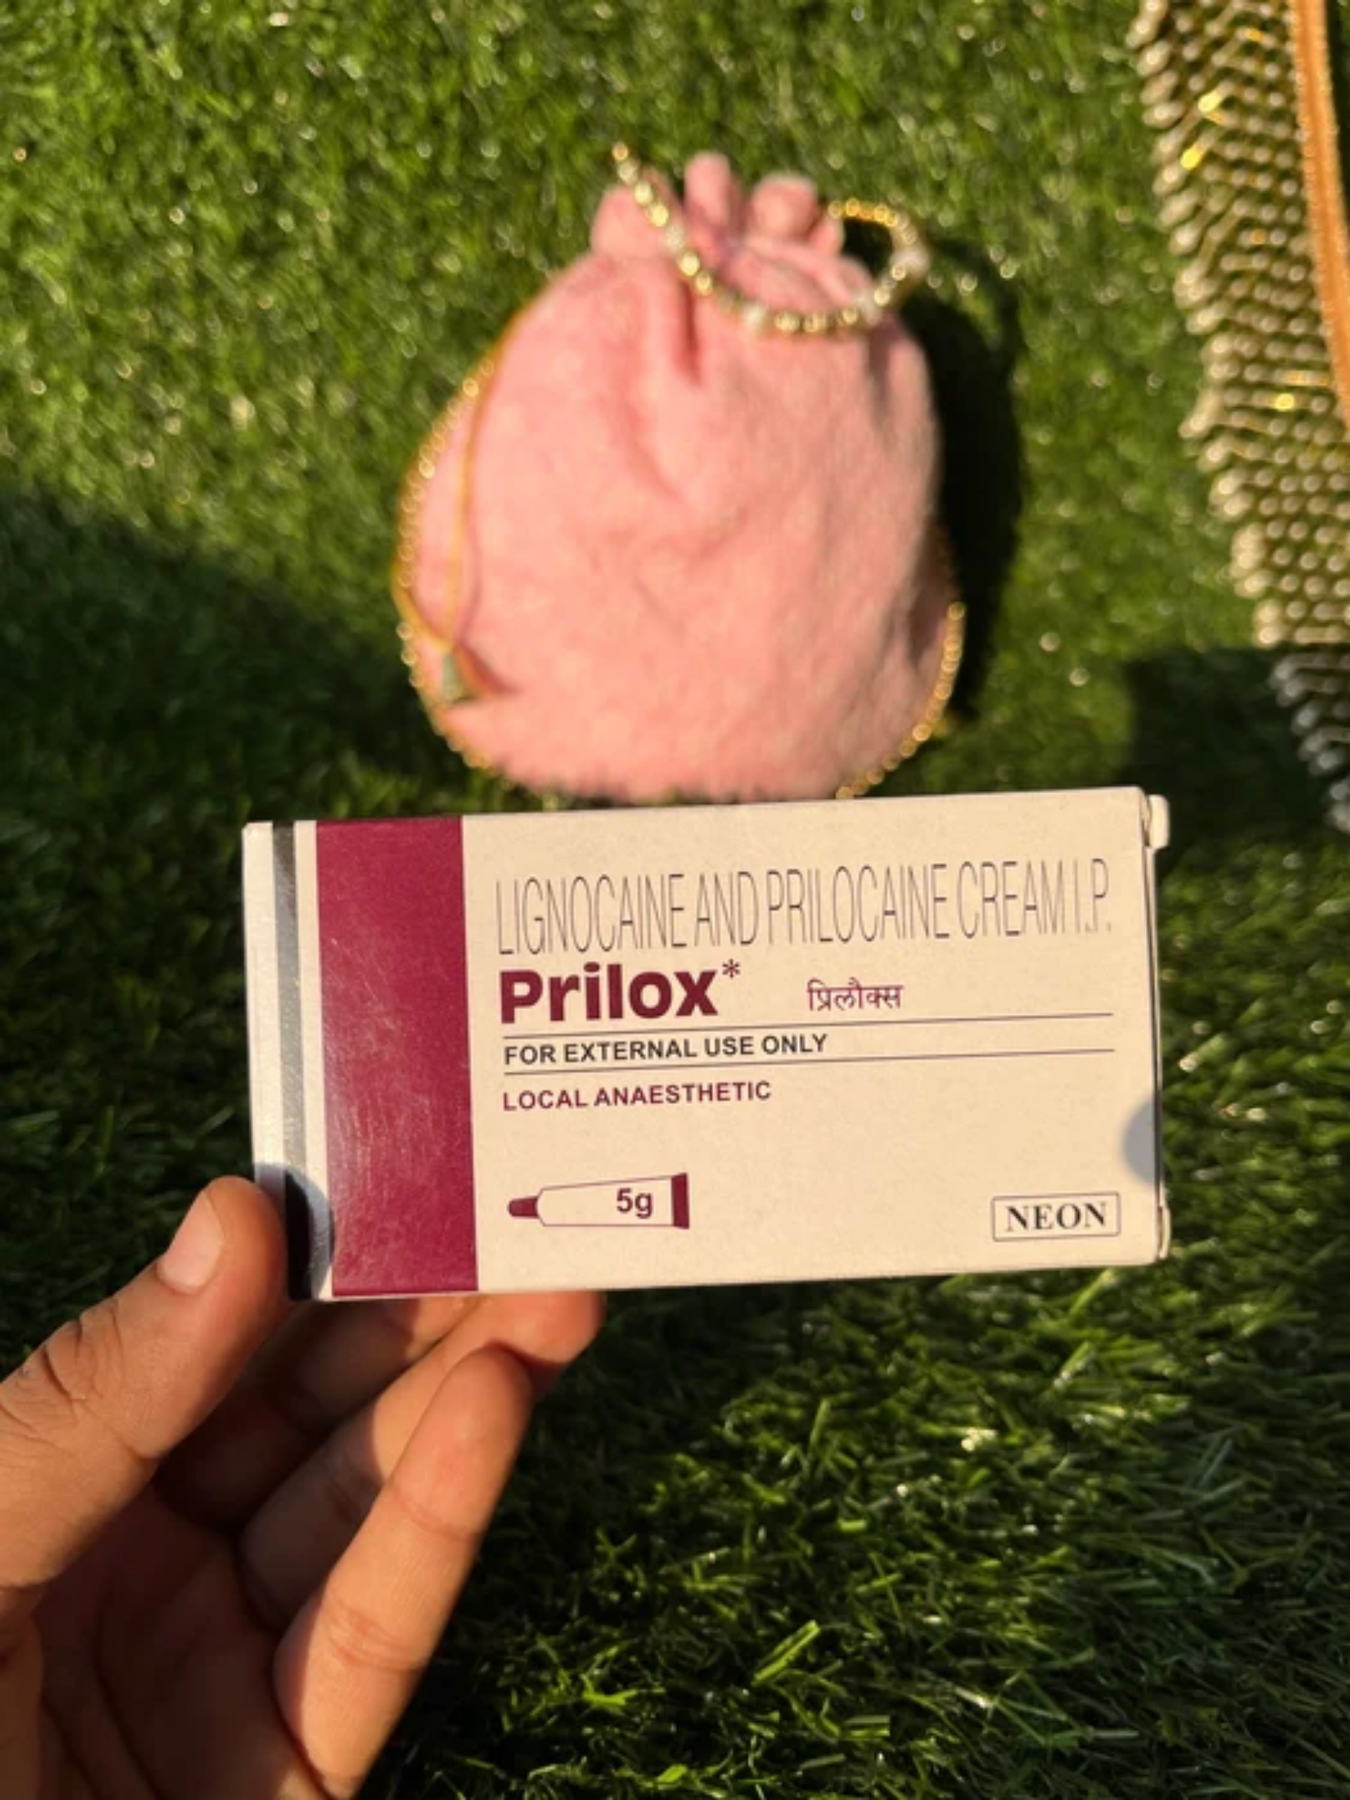 LIGNOCAINE AND PRILOCAINE CREAM I.P.
Prilox* प्रिलौक्स
FOR EXTERNAL USE ONLY
LOCAL ANAESTHETIC
5g
NEON